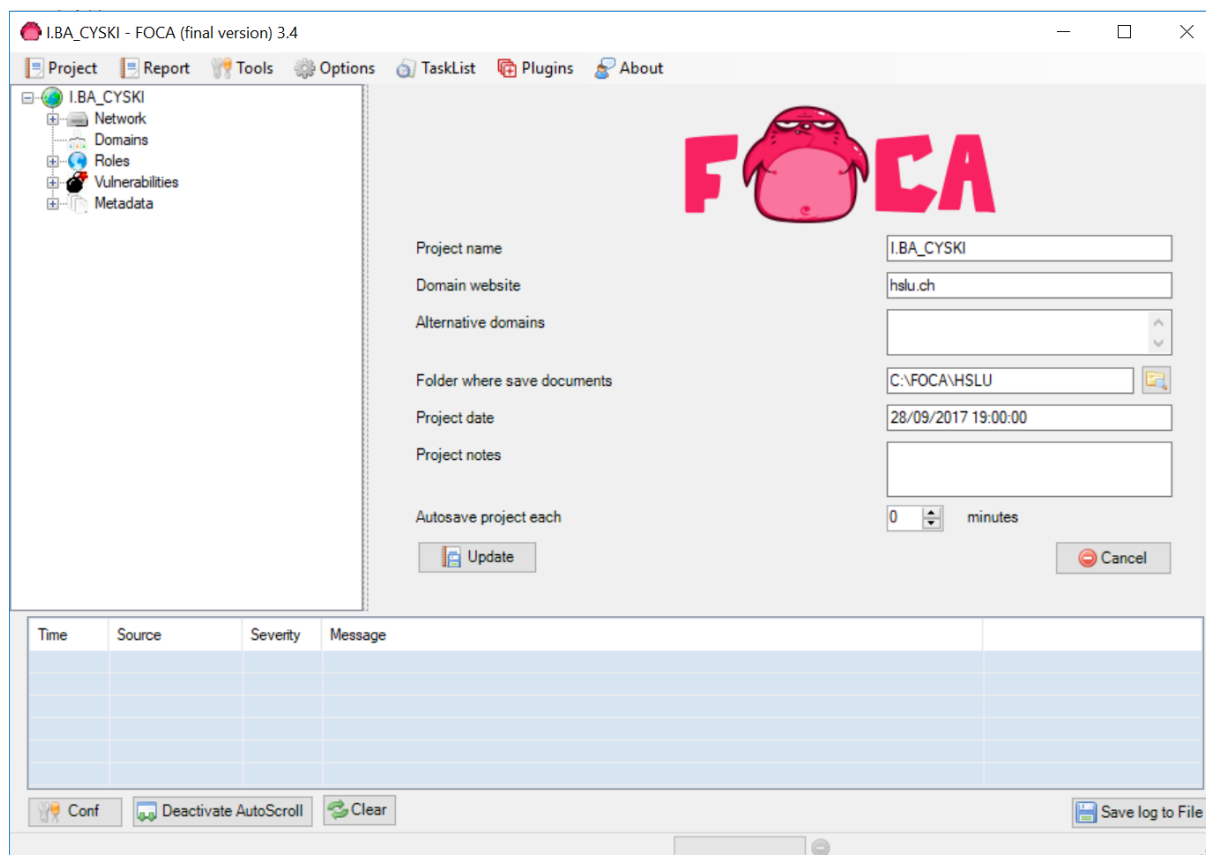 I.BA_CYSKI - FOCA (final version) 3.4
Project Report Tools Options TaskList Plugins About
I.BA_CYSKI
Network
Domains
Roles
Vulnerabilities
Metadata
FOCA
Project name I.BA_CYSKI
Domain website hslu.ch
Alternative domains
Folder where save documents C:\FOCA\HSLU
Project date 28/09/2017 19:00:00
Project notes
Autosave project each 0 minutes
Update Cancel
Time Source Severity Message
Conf Deactivate AutoScroll Clear Save log to File